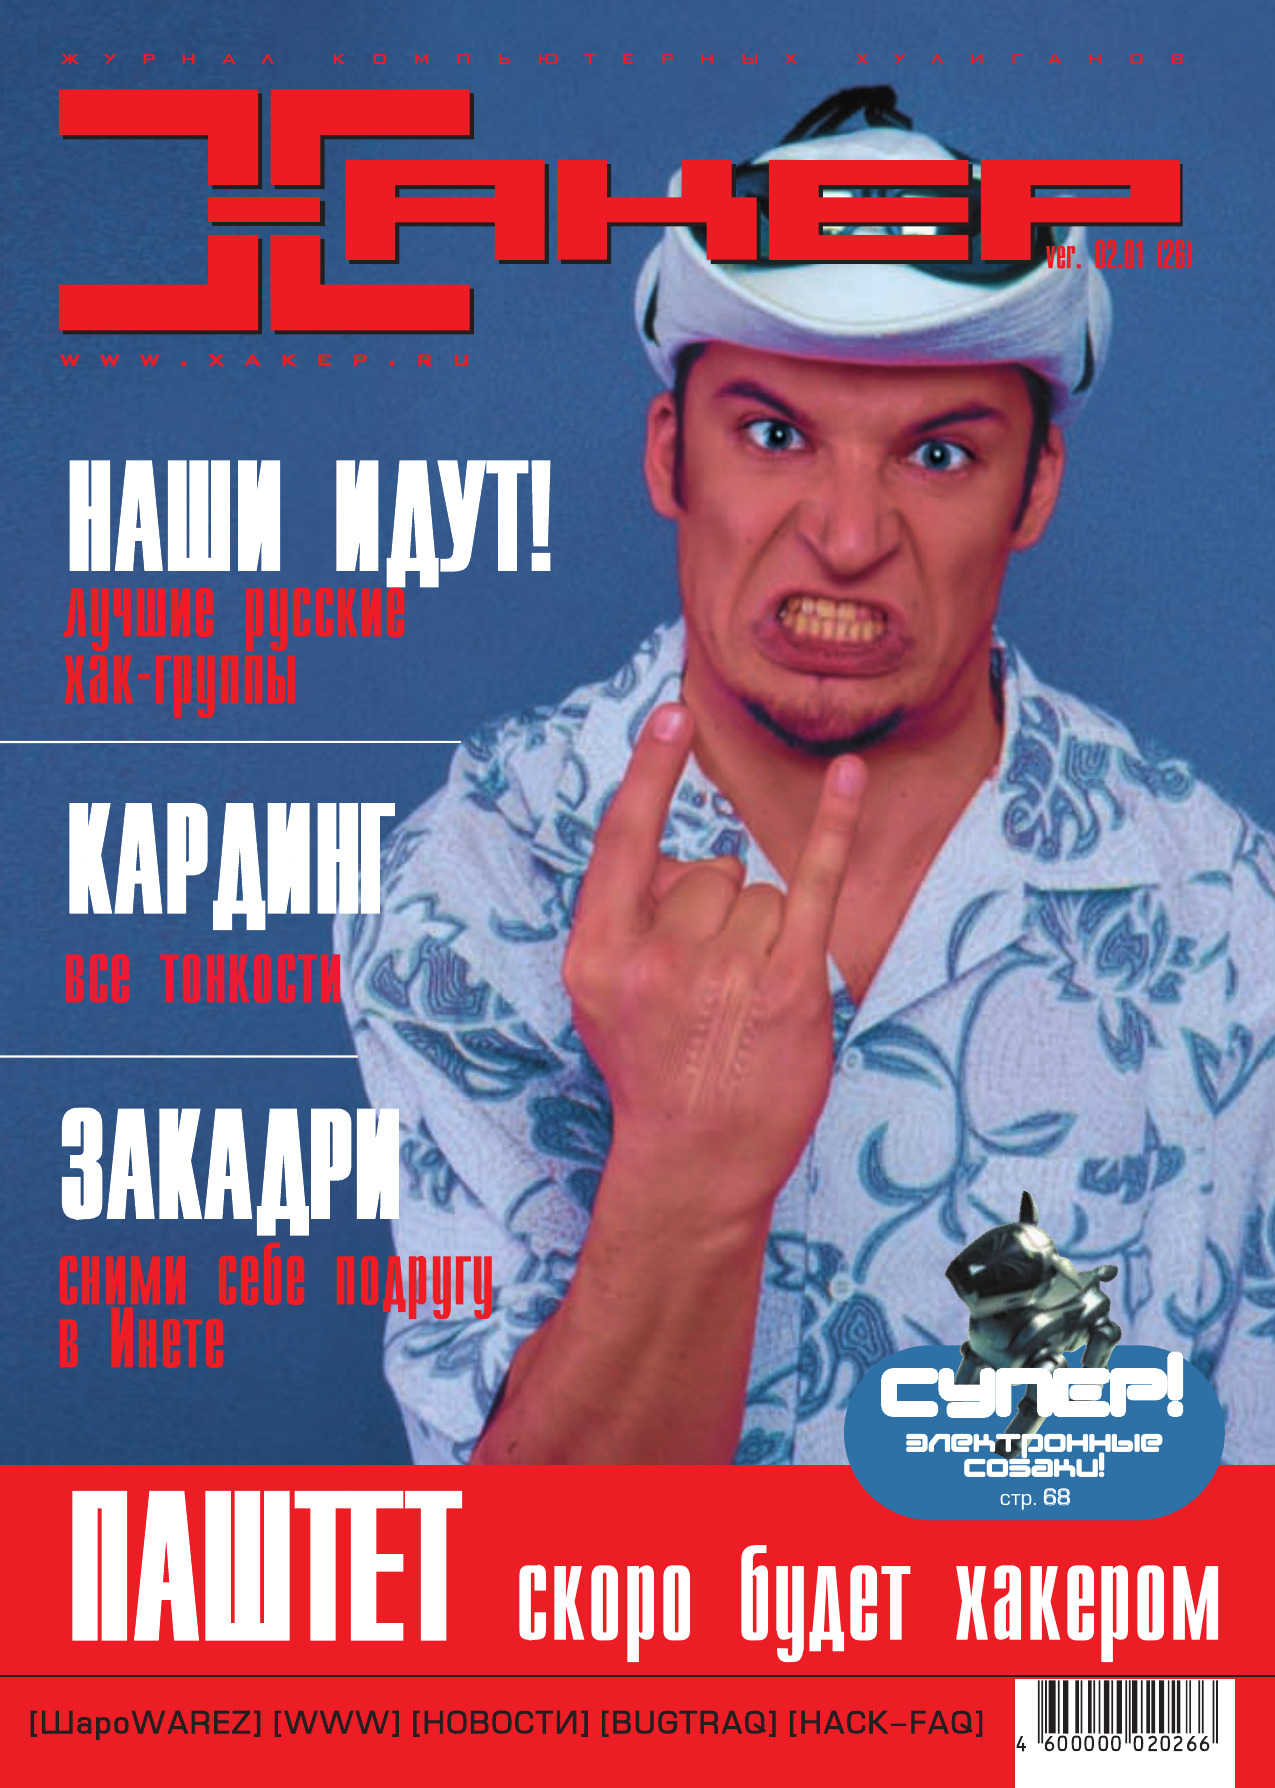 ЖУРНАЛ КОМПЬЮТЕРНЫХ ХУЛИГАНОВ
ХАКЕР
ver. 02.01 (26)
WWW.XAKEP.RU
НАШИ ИДУТ!
лучшие русские
хак-группы
КАРДИНГ
все тонкости
ЗАКАДРИ
сними себе подругу
в Инете
СУПЕР!
электронные
собаки!
стр. 68
ПАШТЕТ скоро будет хакером
[ШароWAREZ] [WWW] [НОВОСТИ] [BUGTRAQ] [HACK-FAQ]
4 600000 020266